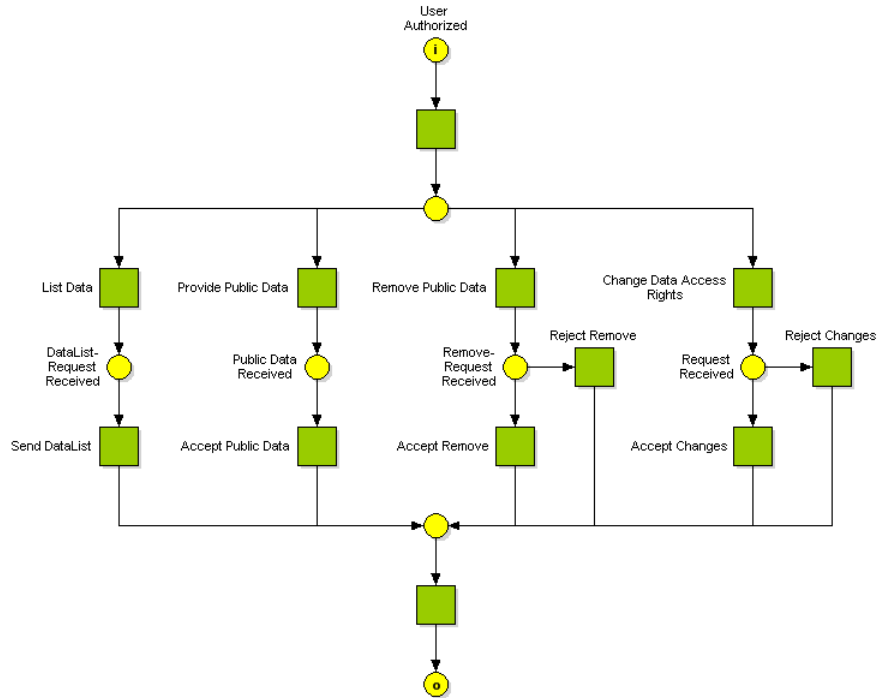 User
Authorized
i
List Data
Provide Public Data
Remove Public Data
Change Data Access
Rights
DataList-
Request
Received
Public Data
Received
Remove-
Request
Received
Reject Remove
Request
Received
Reject Changes
Send DataList
Accept Public Data
Accept Remove
Accept Changes
o